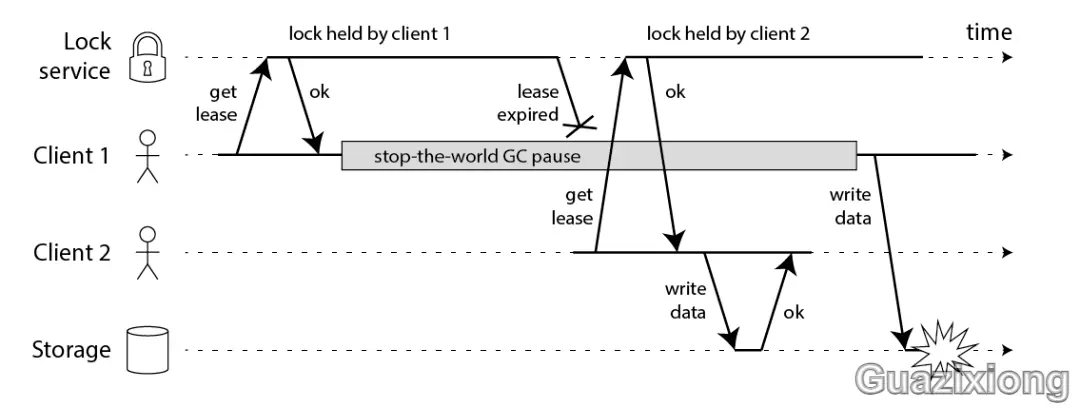 lock held by client 1
lock held by client 2
time
Lock
service
get
lease
ok
lease
expired
ok
Client 1
stop-the-world GC pause
get
lease
write
data
Client 2
write
data
ok
Storage
Guazixiong